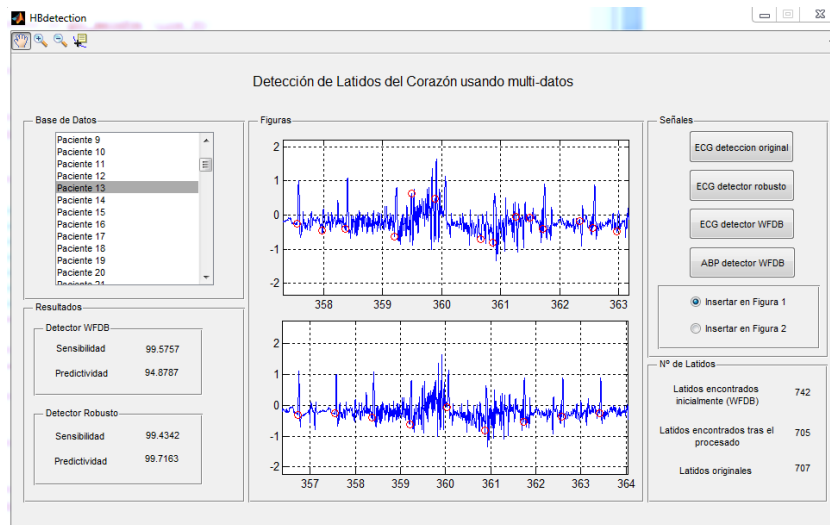 HBdetection
Detección de Latidos del Corazón usando multi-datos
Base de Datos
Paciente 9
Paciente 10
Paciente 11
Paciente 12
Paciente 13
Paciente 14
Paciente 15
Paciente 16
Paciente 17
Paciente 18
Paciente 19
Paciente 20
Resultados
Detector WFDB
Sensibilidad 99.5757
Predictividad 94.8787
Detector Robusto
Sensibilidad 99.4342
Predictividad 99.7163
Figuras
2
1
0
-1
-2
358 359 360 361 362 363
2
1
0
-1
-2
357 358 359 360 361 362 363 364
Señales
ECG deteccion original
ECG detector robusto
ECG detector WFDB
ABP detector WFDB
Insertar en Figura 1
Insertar en Figura 2
Nº de Latidos
Latidos encontrados
inicialmente (WFDB) 742
Latidos encontrados tras el
procesado 705
Latidos originales 707